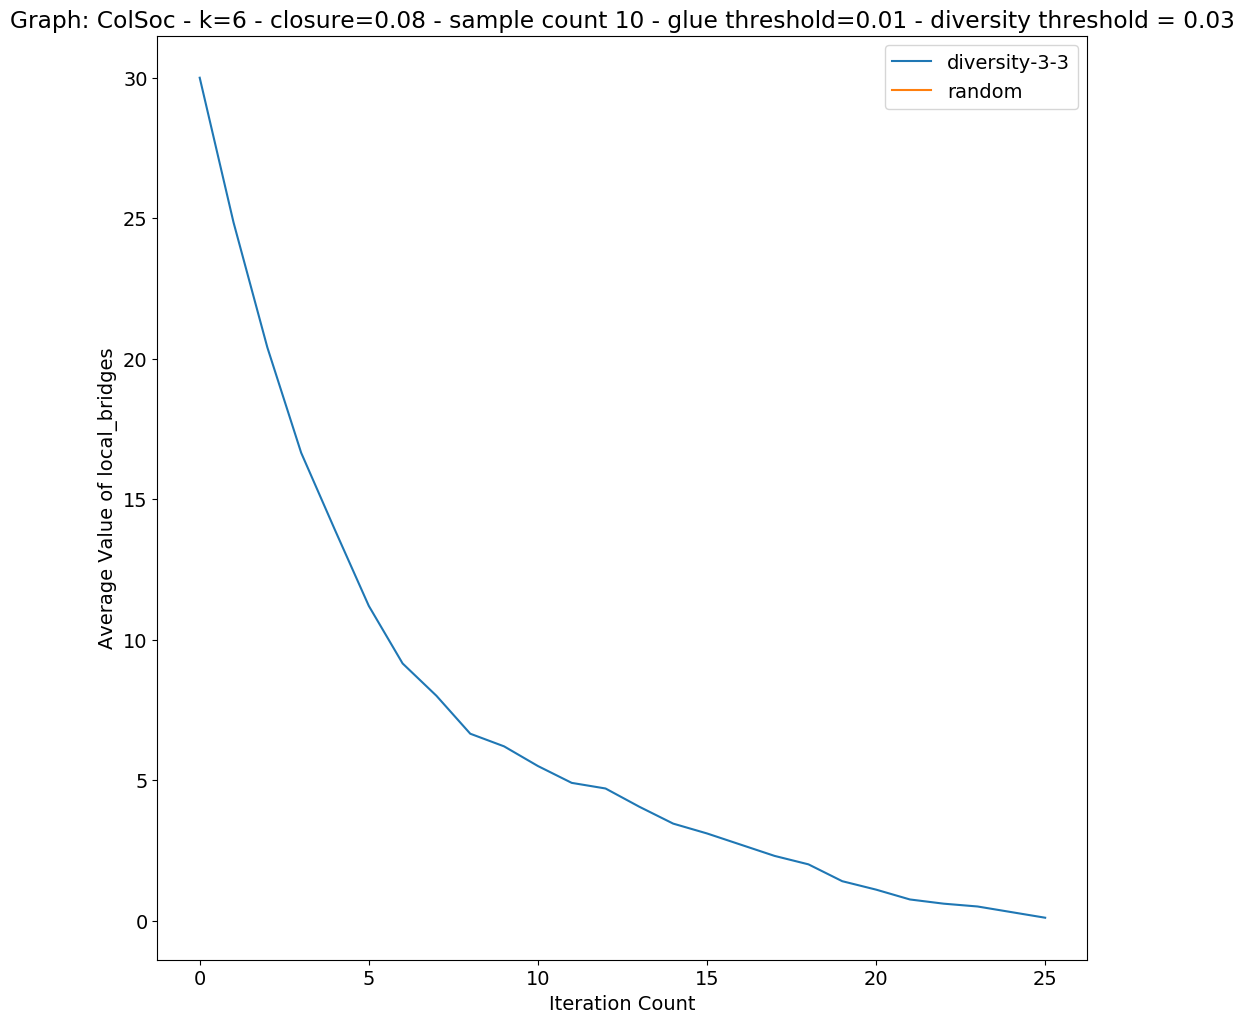 Graph: ColSoc - k=6 - closure=0.08 - sample count 10 - glue threshold=0.01 - diversity threshold = 0.03
diversity-3-3
random
30
25
20
15
10
5
0
Average Value of local_bridges
0 5 10 15 20 25
Iteration Count